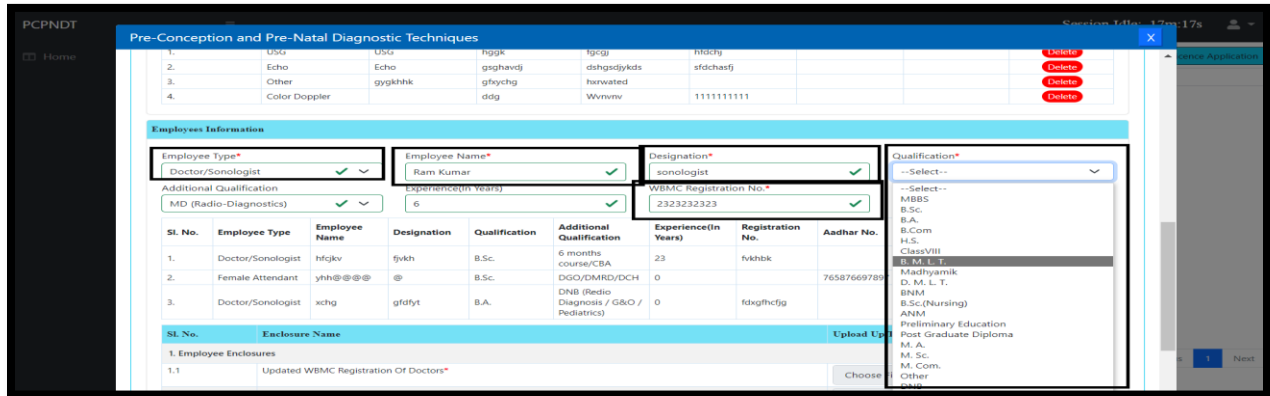 PCPNDT
Session Idle: 17m:17s
Pre-Conception and Pre-Natal Diagnostic Techniques
X
Home
cence Application
1. USG USG hggk fgcgj hfdchj Delete
2. Echo Echo gsghavdj dshgsdjykds sfdchasfj Delete
3. Other gygkhhk gfxychg hxrwated Delete
4. Color Doppler ddg Wvnvnv 1111111111 Delete
Employees Information
Employee Type* Employee Name* Designation* Qualification*
Doctor/Sonologist Ram Kumar sonologist --Select--
Additional Qualification Experience(In Years) WBMC Registration No.*
MD (Radio-Diagnostics) 6 2323232323
--Select--
MBBS
B.Sc.
B.A.
B.Com
H.S.
ClassVIII
B. M. L. T.
Madhyamik
D. M. L. T.
BNM
B.Sc.(Nursing)
ANM
Preliminary Education
Post Graduate Diploma
M. A.
M. Sc.
M. Com.
Other
DNB
Sl. No. Employee Type Employee Name Designation Qualification Additional Qualification Experience(In Years) Registration No. Aadhar No.
1. Doctor/Sonologist hfcjkv fjvkh B.Sc. 6 months course/CBA 23 fvkhbk
2. Female Attendant yhh@@@@ @ B.Sc. DGO/DMRD/DCH 0 76587669789
3. Doctor/Sonologist xchg gfdfyt B.A. DNB (Redio Diagnosis / G&O / Pediatrics) 0 fdxgfhcfjg
Sl. No. Enclosure Name Upload Up
1. Employee Enclosures
1.1 Updated WBMC Registration Of Doctors* Choose
1 Next